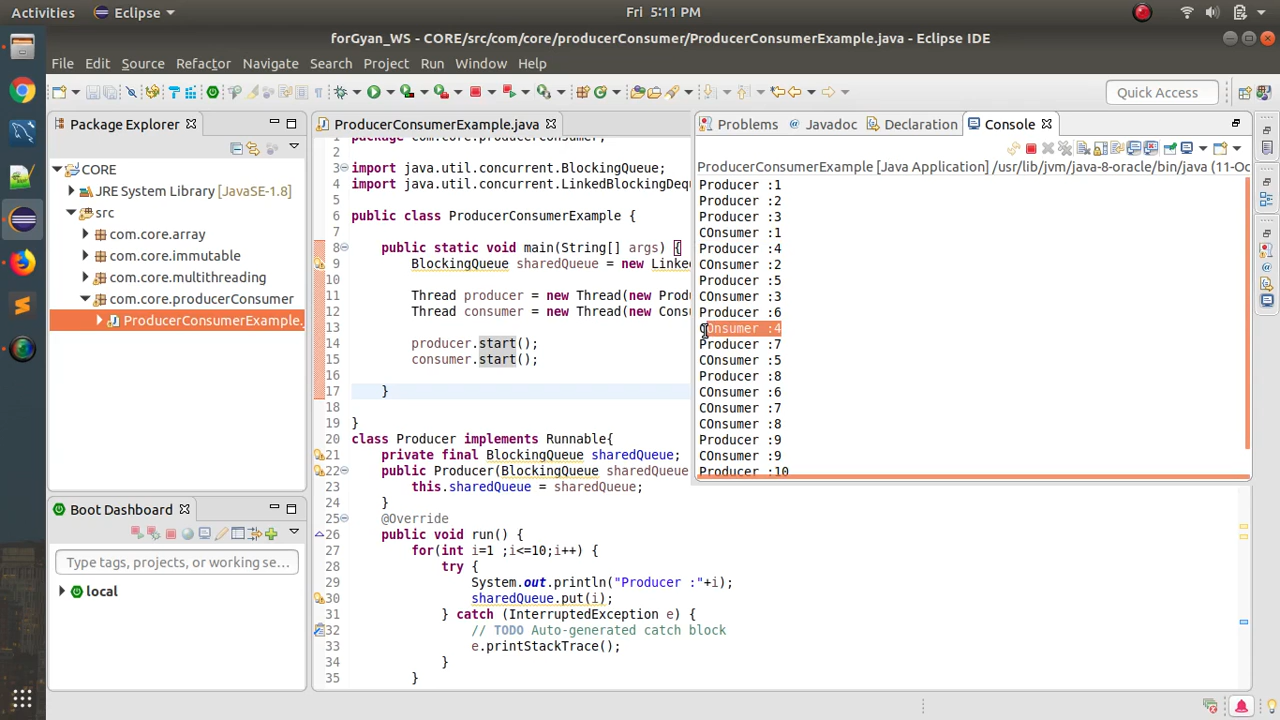 Activities
Eclipse
Fri 5:11 PM
forGyan_WS - CORE/src/com/core/producerConsumer/ProducerConsumerExample.java - Eclipse IDE
File Edit Source Refactor Navigate Search Project Run Window Help
Quick Access
Package Explorer
CORE
JRE System Library [JavaSE-1.8]
src
com.core.array
com.core.immutable
com.core.multithreading
com.core.producerConsumer
ProducerConsumerExample.
Boot Dashboard
Type tags, projects, or working se...
local
ProducerConsumerExample.java
1 package com.core.producerConsumer;
2
3 import java.util.concurrent.BlockingQueue;
4 import java.util.concurrent.LinkedBlockingDequ
5
6 public class ProducerConsumerExample {
7
8 public static void main(String[] args) {
9 BlockingQueue sharedQueue = new Linke
10
11 Thread producer = new Thread(new Prod
12 Thread consumer = new Thread(new Cons
13
14 producer.start();
15 consumer.start();
16
17 }
18
19 }
20 class Producer implements Runnable{
21 private final BlockingQueue sharedQueue;
22 public Producer(BlockingQueue sharedQueue
23 this.sharedQueue = sharedQueue;
24 }
25 @Override
26 public void run() {
27 for(int i=1 ;i<=10;i++) {
28 try {
29 System.out.println("Producer :"+i);
30 sharedQueue.put(i);
31 } catch (InterruptedException e) {
32 // TODO Auto-generated catch block
33 e.printStackTrace();
34 }
35 }
Problems Javadoc Declaration Console
ProducerConsumerExample [Java Application] /usr/lib/jvm/java-8-oracle/bin/java (11-Oc
Producer :1
Producer :2
Producer :3
COnsumer :1
Producer :4
COnsumer :2
Producer :5
COnsumer :3
Producer :6
COnsumer :4
Producer :7
COnsumer :5
Producer :8
COnsumer :6
COnsumer :7
COnsumer :8
Producer :9
COnsumer :9
Producer :10